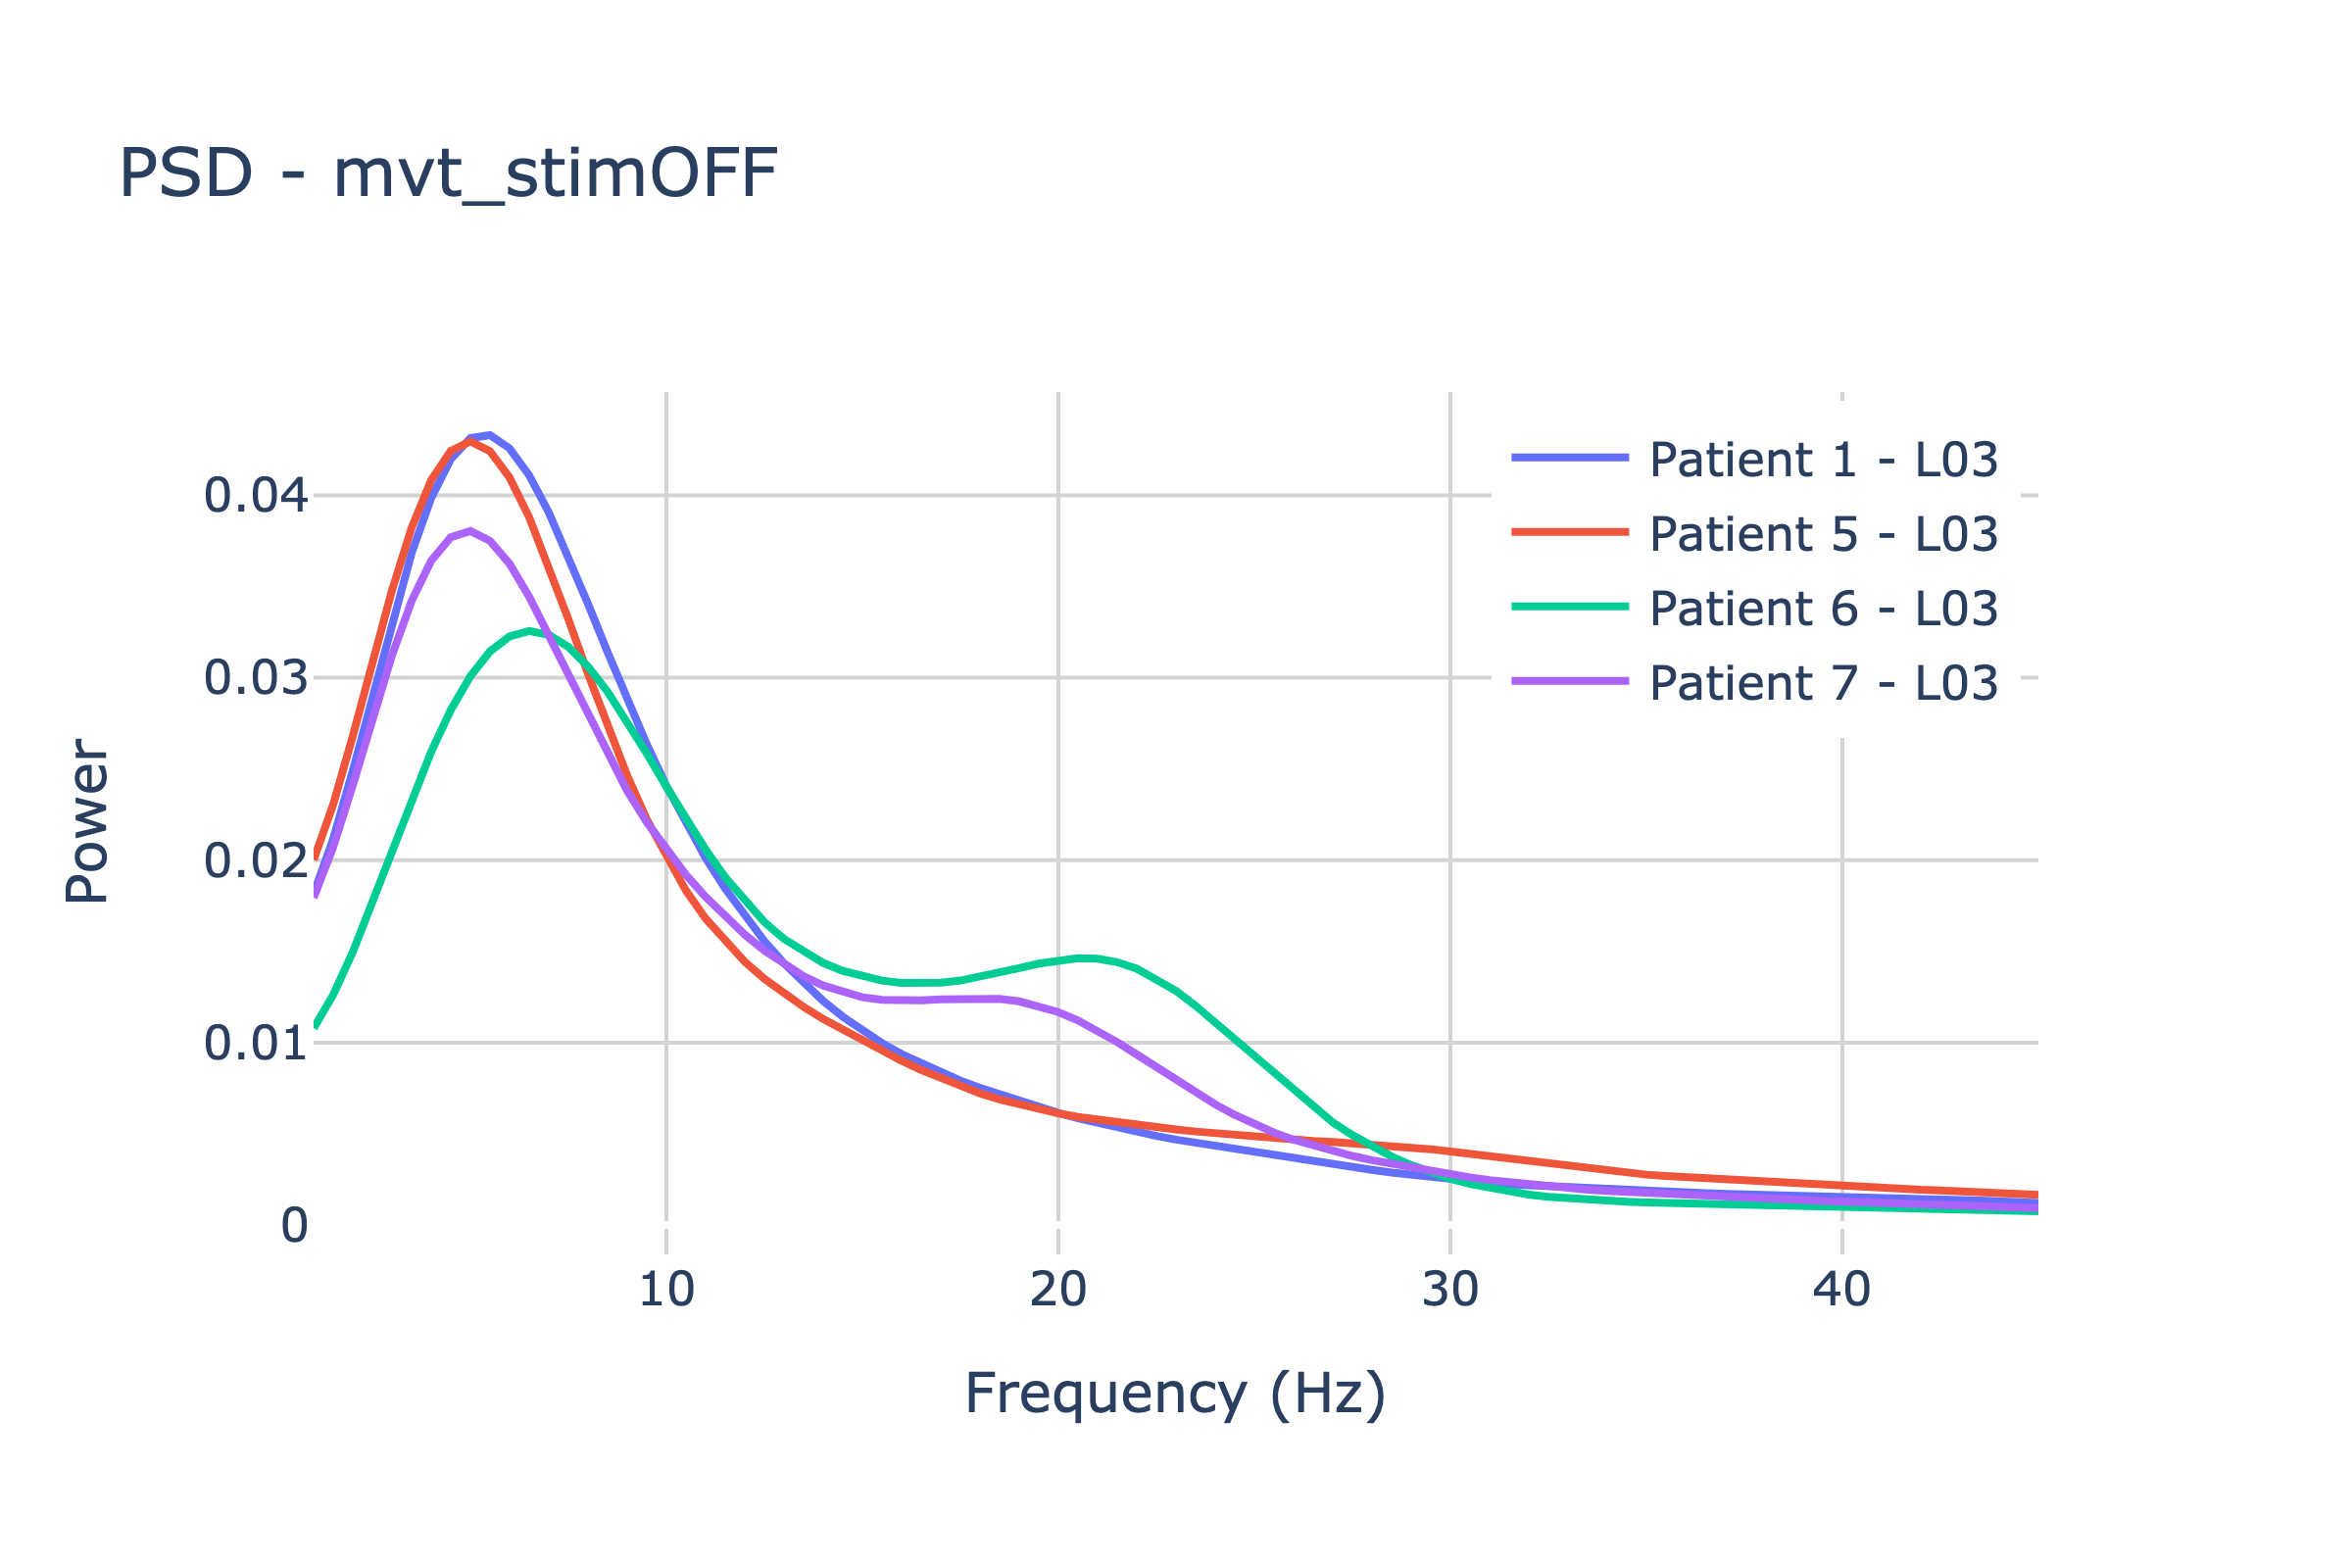 PSD - mvt_stimOFF
Patient 1 - L03
Patient 5 - L03
Patient 6 - L03
Patient 7 - L03
0.04
0.03
0.02
0.01
0
Power
10 20 30 40
Frequency (Hz)